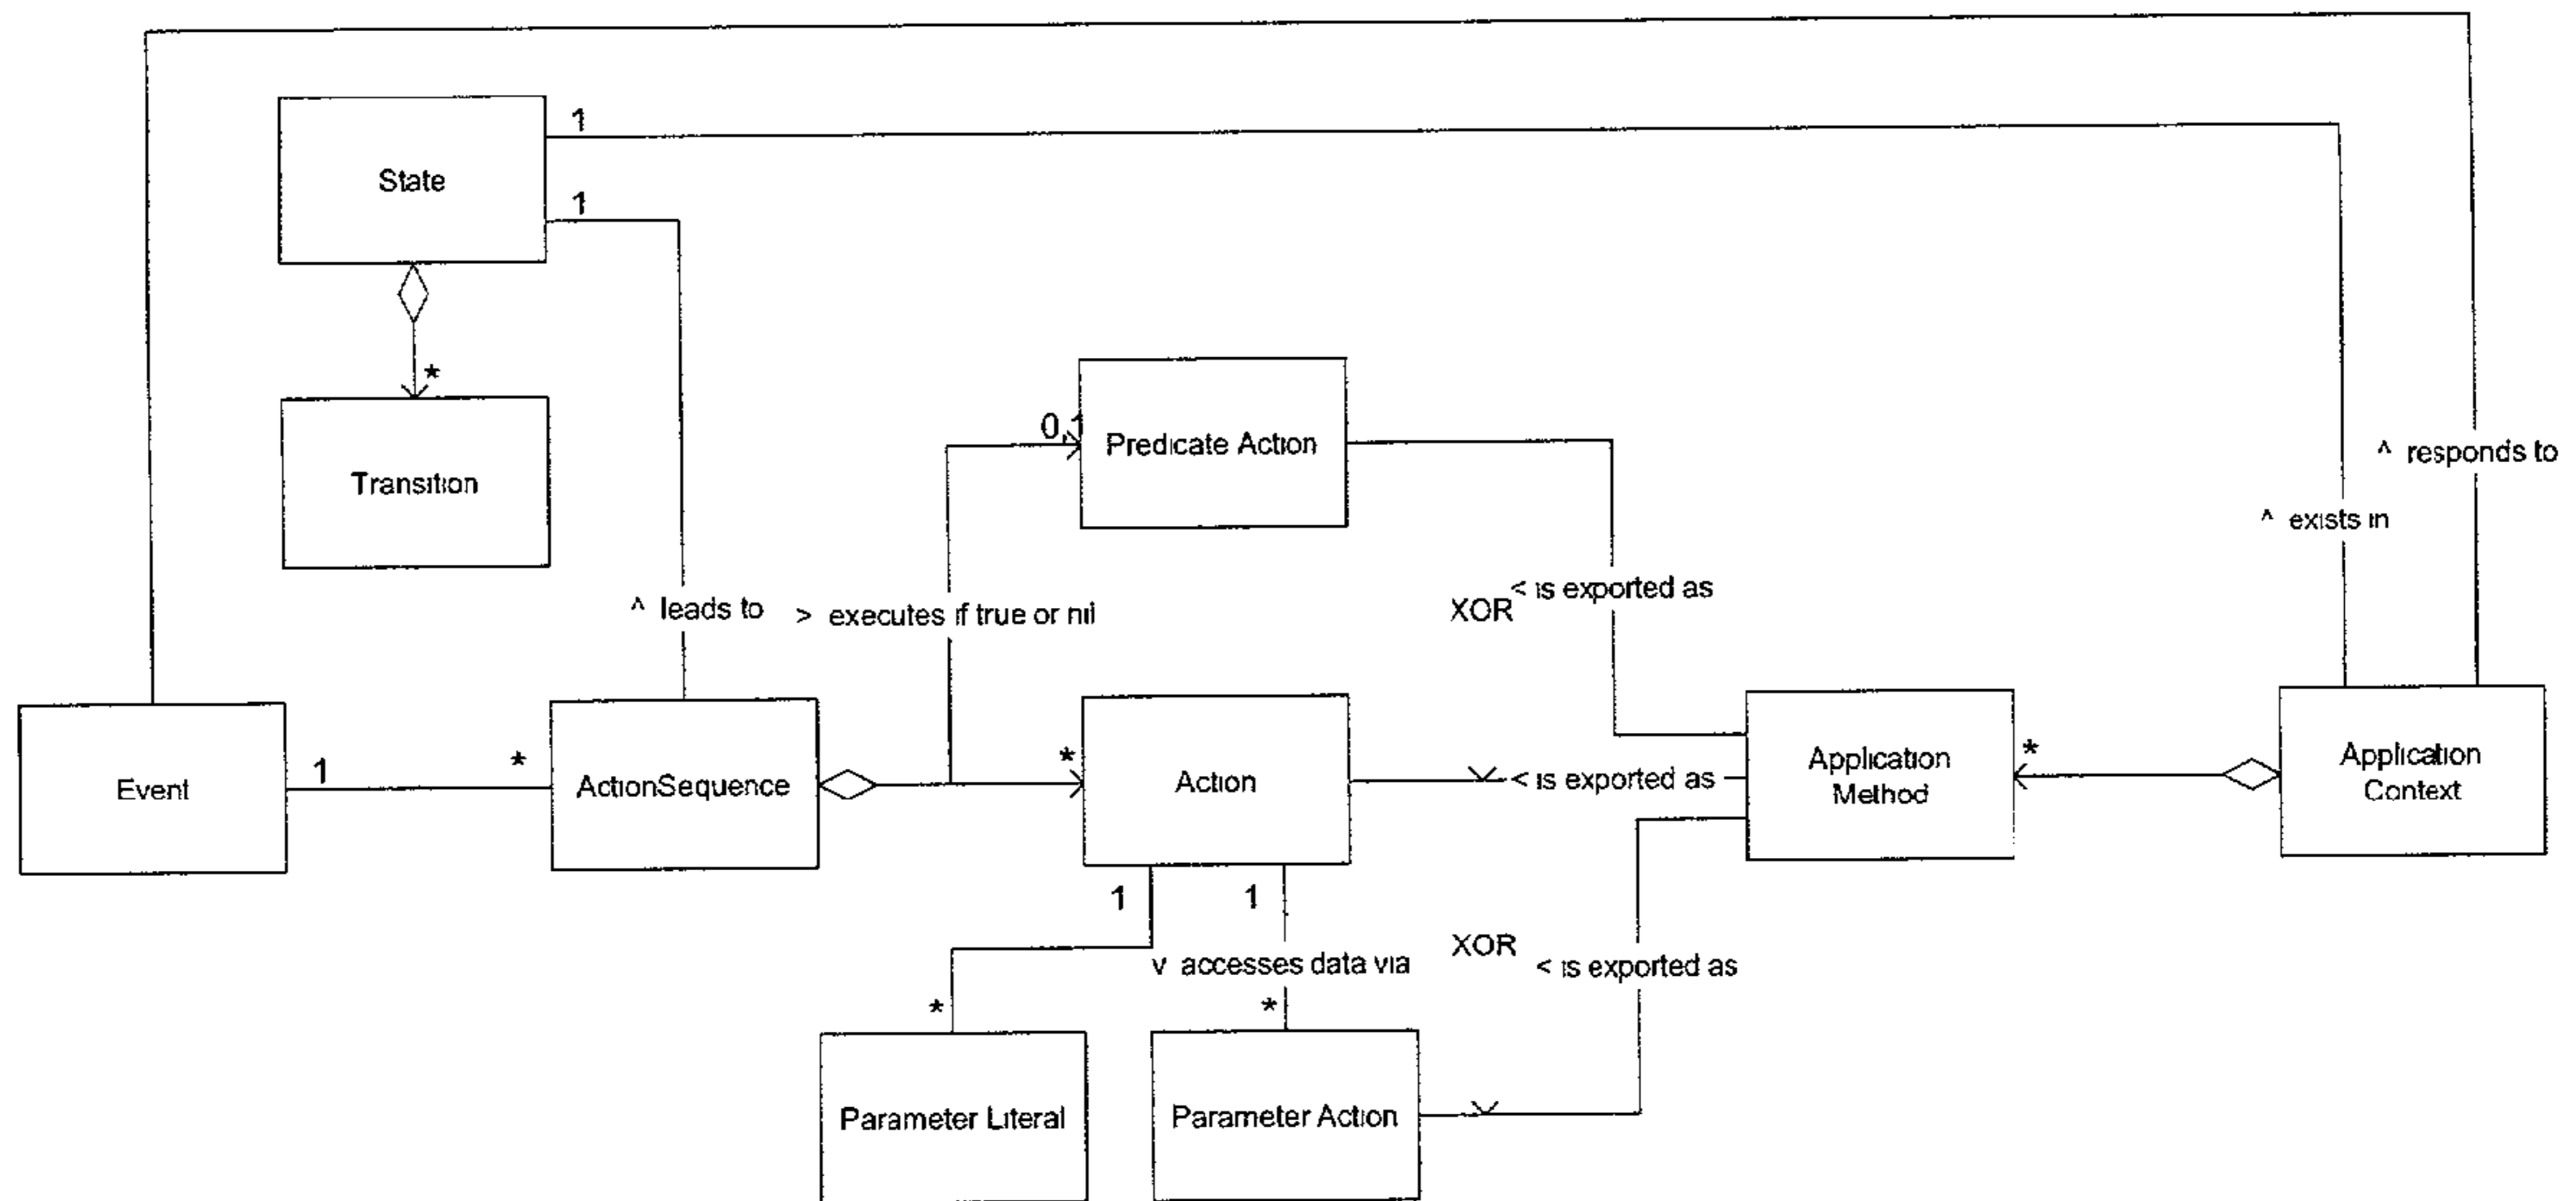 1
State
1
*
Transition
0,1
Predicate Action
^ responds to
^ exists in
^ leads to
> executes if true or nil
< is exported as
XOR
Event
1
*
ActionSequence
*
Action
< is exported as
Application
Method
*
Application
Context
1
1
v accesses data via
XOR
< is exported as
*
*
Parameter Literal
Parameter Action